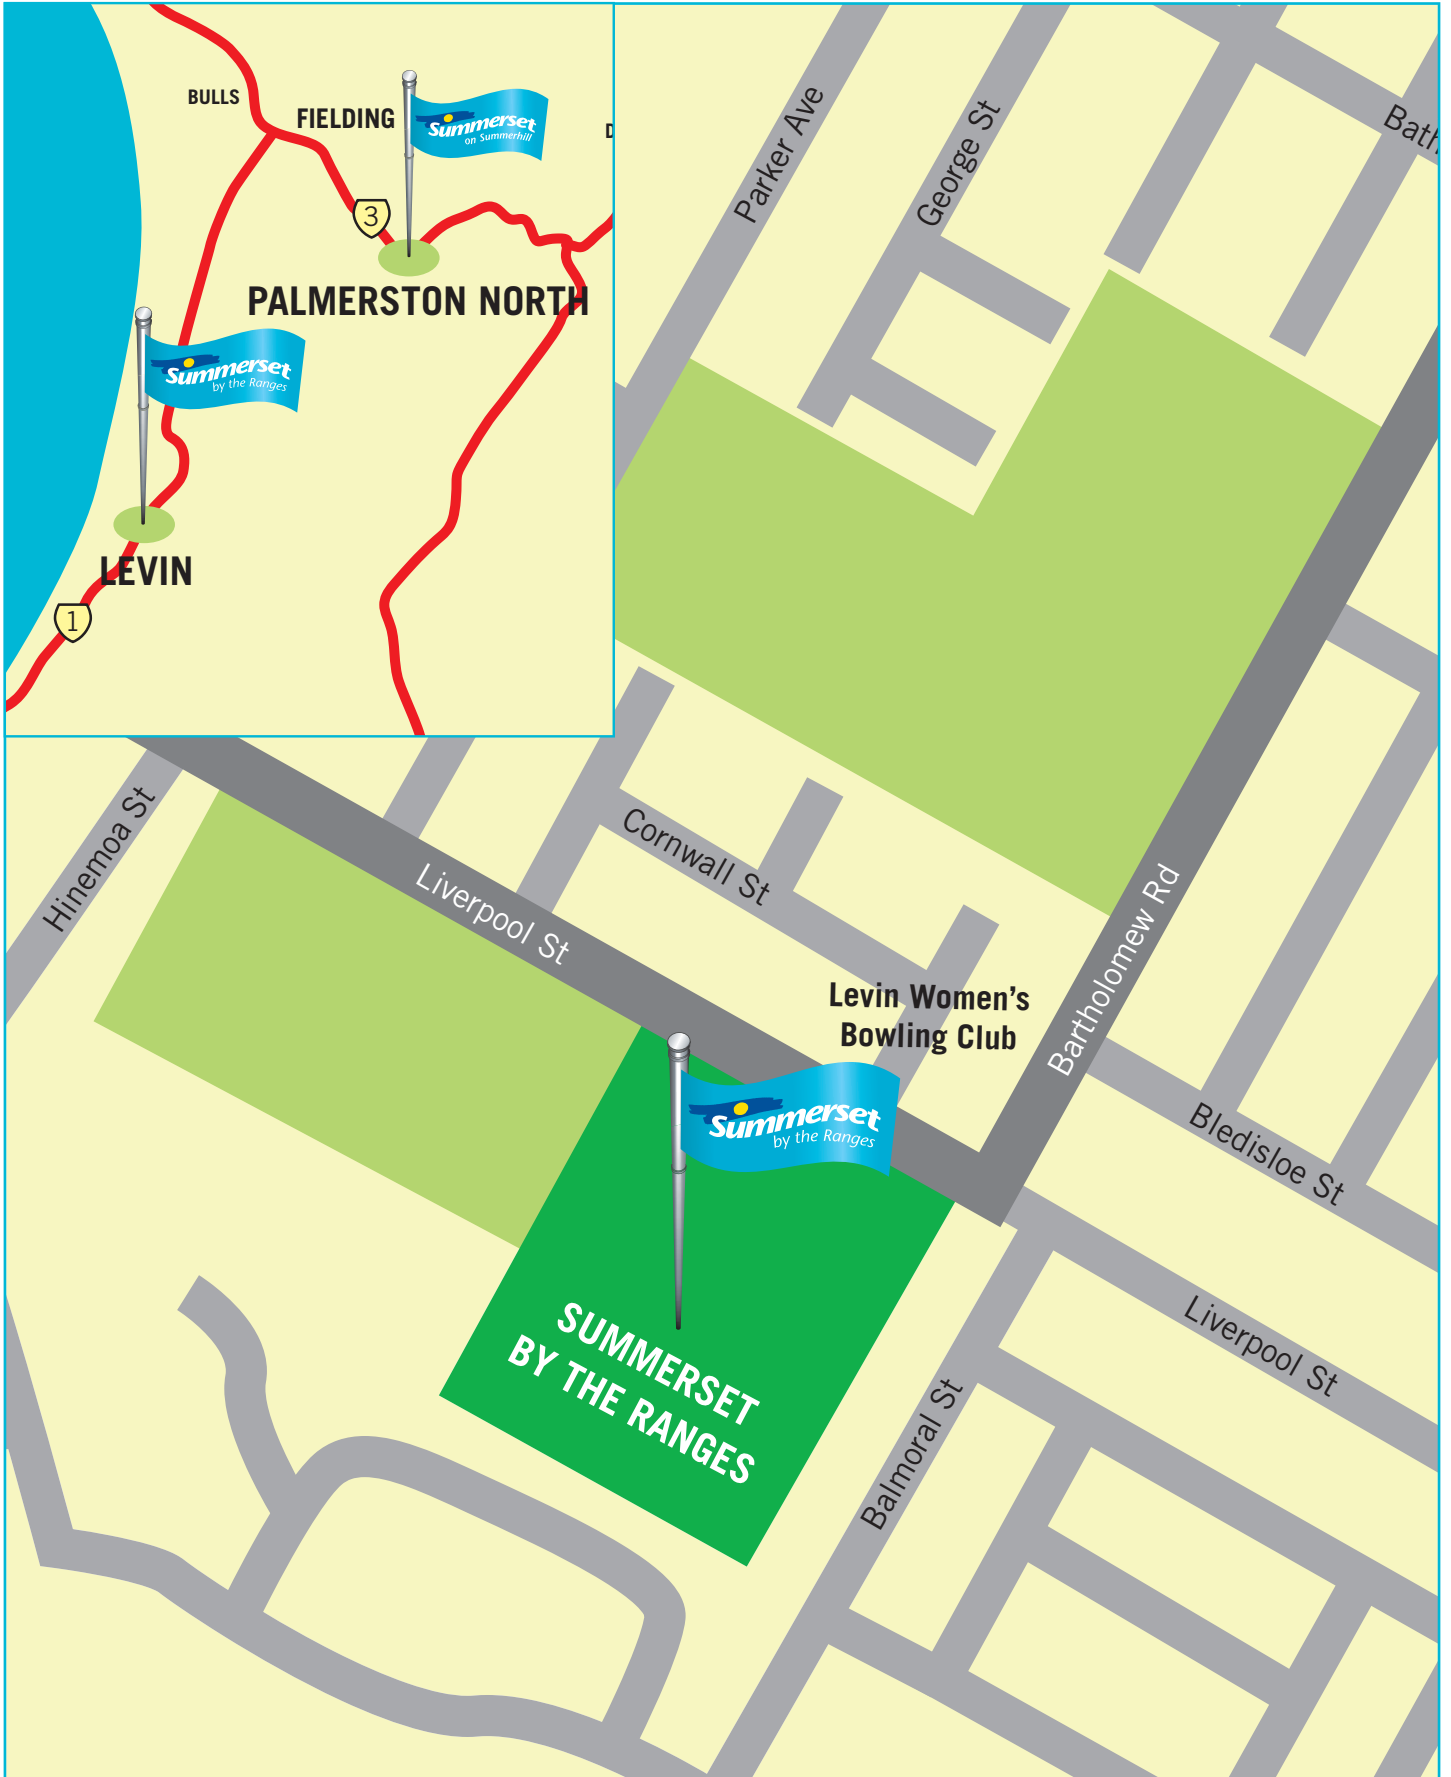 BULLS
FIELDING
Summerset
on Summerhill
3
PALMERSTON NORTH
Summerset
by the Ranges
LEVIN
1
Parker Ave
George St
Hinemoa St
Liverpool St
Cornwall St
Levin Women's
Bowling Club
Bartholomew Rd
Summerset
by the Ranges
Bledisloe St
Liverpool St
SUMMERSET
BY THE RANGES
Balmoral St